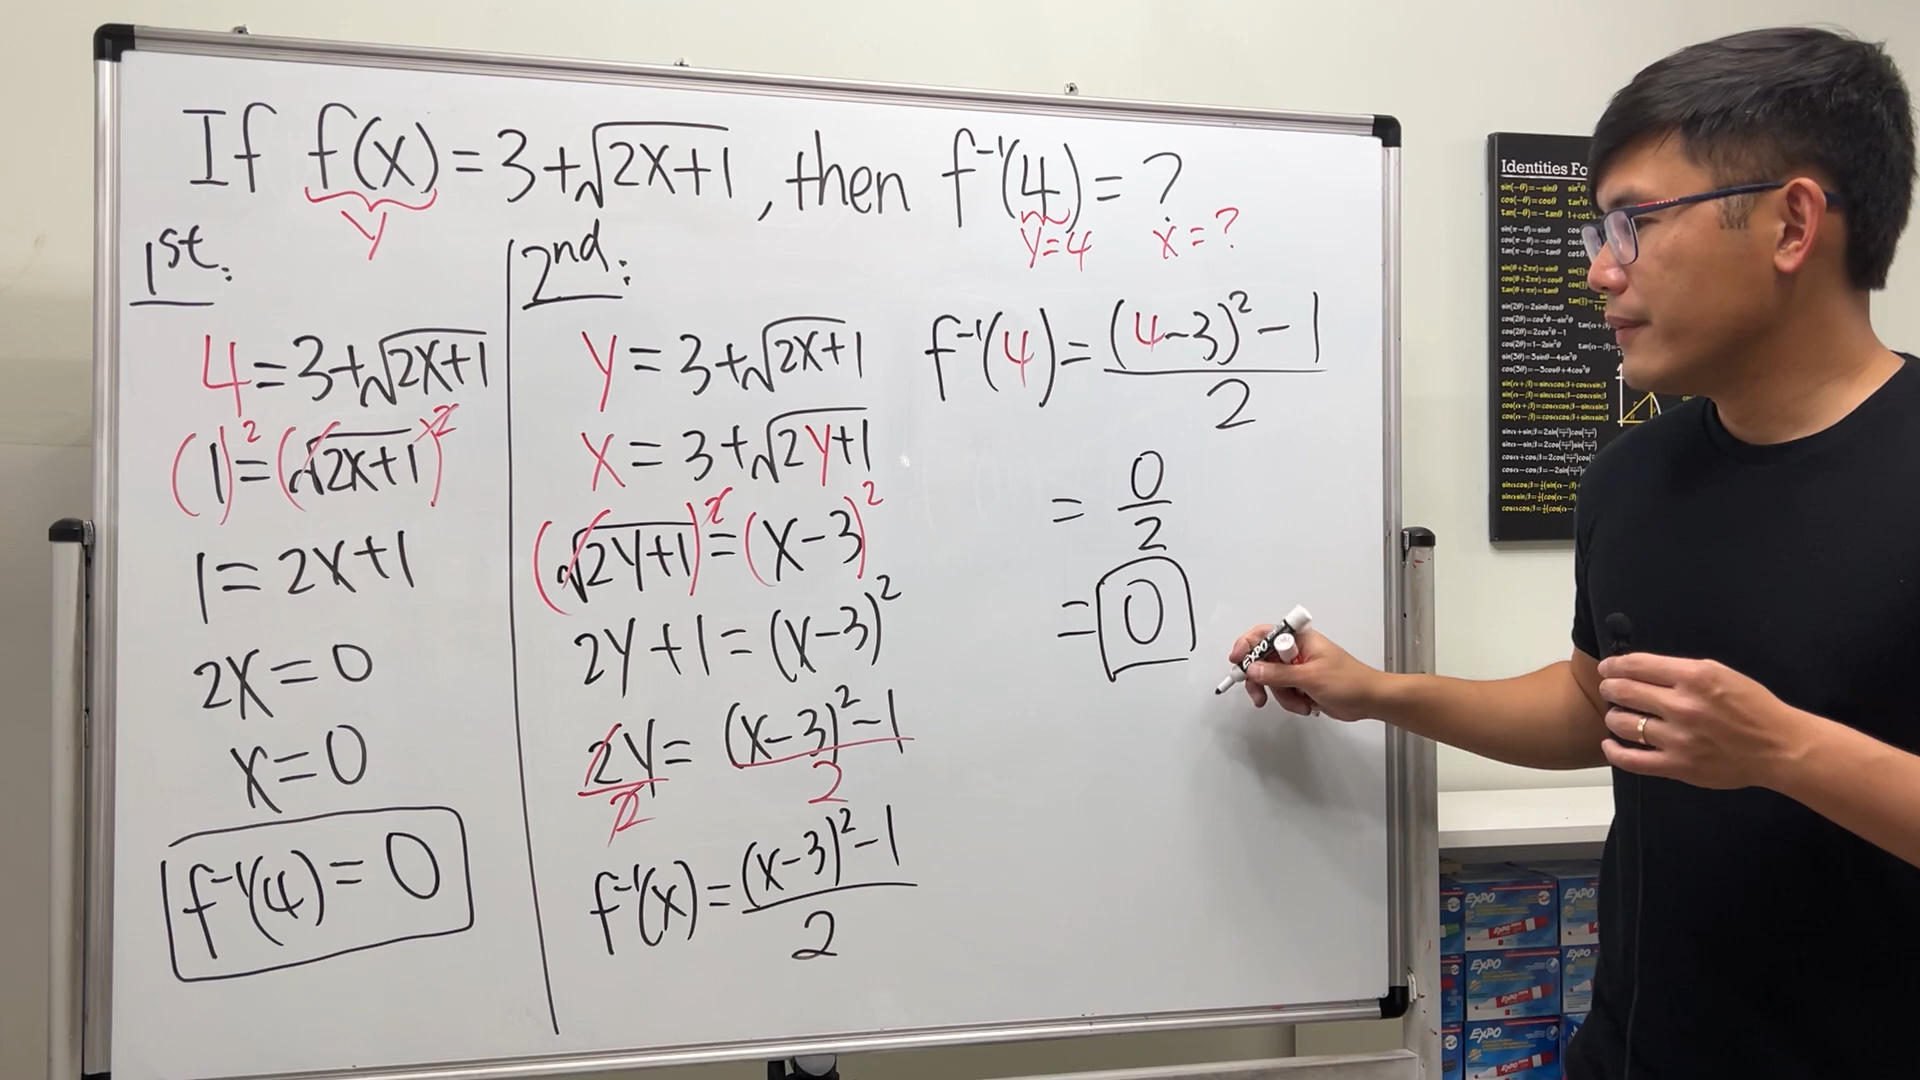 If f(x) = 3+√(2x+1) , then f⁻¹(4) = ?
y
y=4 x=?
1st:
4 = 3+√(2x+1)
(1)² = (√(2x+1))²
1 = 2x+1
2x = 0
x = 0
f⁻¹(4) = 0
2nd:
y = 3+√(2x+1)
x = 3+√(2y+1)
(√(2y+1))² = (x-3)²
2y+1 = (x-3)²
2y/2 = ((x-3)²-1)/2
f⁻¹(x) = ((x-3)²-1)/2
f⁻¹(4) = ((4-3)²-1)/2
= 0/2
= 0
Identities Fo
EXPO
EXPO
EXPO
EXPO
EXPO